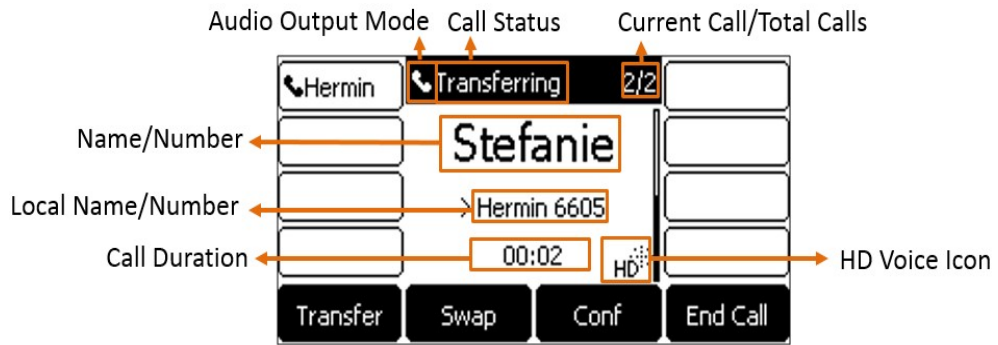 Audio Output Mode Call Status Current Call/Total Calls
Hermin Transferring 2/2
Name/Number Stefanie
Local Name/Number > Hermin 6605
Call Duration 00:02 HD HD Voice Icon
Transfer Swap Conf End Call